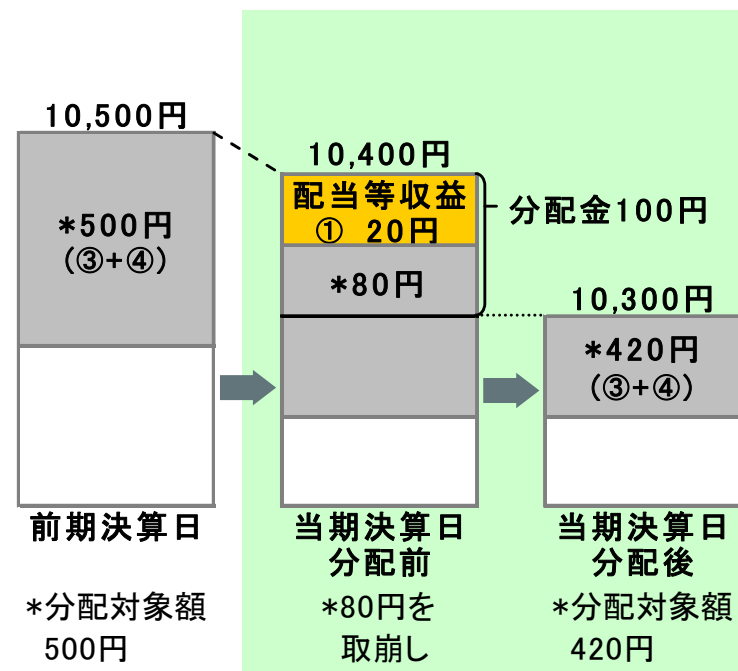 10,500円
*500円
(③+④)
前期決算日
*分配対象額
500円
10,400円
配当等収益
① 20円
*80円
分配金100円
当期決算日
分配前
*80円を
取崩し
10,300円
*420円
(③+④)
当期決算日
分配後
*分配対象額
420円